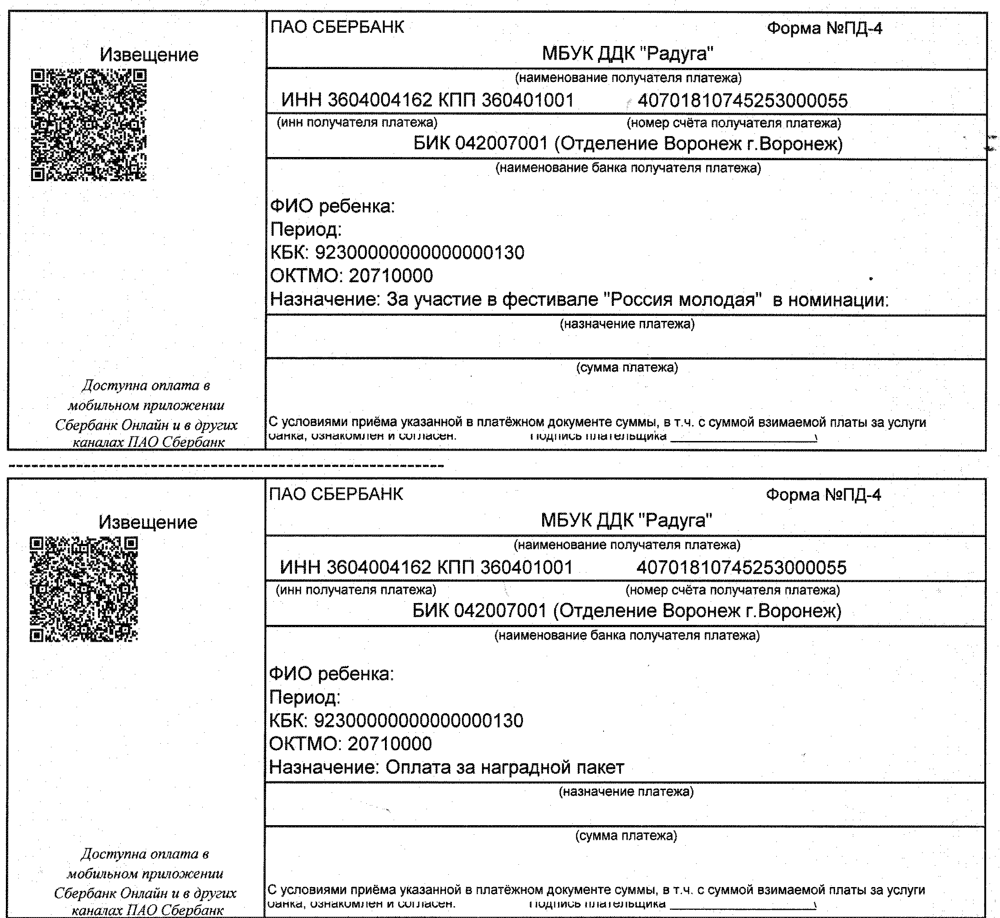 ПАО СБЕРБАНК Форма №ПД-4
Извещение
МБУК ДДК "Радуга"
(наименование получателя платежа)
ИНН 3604004162 КПП 360401001 40701810745253000055
(инн получателя платежа) (номер счёта получателя платежа)
БИК 042007001 (Отделение Воронеж г.Воронеж)
(наименование банка получателя платежа)
ФИО ребенка:
Период:
КБК: 92300000000000000130
ОКТМО: 20710000
Назначение: За участие в фестивале "Россия молодая" в номинации:
(назначение платежа)
(сумма платежа)
Доступна оплата в
мобильном приложении
Сбербанк Онлайн и в других
каналах ПАО Сбербанк
С условиями приёма указанной в платёжном документе суммы, в т.ч. с суммой взимаемой платы за услуги
банка, ознакомлен и согласен. Подпись плательщика
ПАО СБЕРБАНК Форма №ПД-4
Извещение
МБУК ДДК "Радуга"
(наименование получателя платежа)
ИНН 3604004162 КПП 360401001 40701810745253000055
(инн получателя платежа) (номер счёта получателя платежа)
БИК 042007001 (Отделение Воронеж г.Воронеж)
(наименование банка получателя платежа)
ФИО ребенка:
Период:
КБК: 92300000000000000130
ОКТМО: 20710000
Назначение: Оплата за наградной пакет
(назначение платежа)
(сумма платежа)
Доступна оплата в
мобильном приложении
Сбербанк Онлайн и в других
каналах ПАО Сбербанк
С условиями приёма указанной в платёжном документе суммы, в т.ч. с суммой взимаемой платы за услуги
банка, ознакомлен и согласен. Подпись плательщика